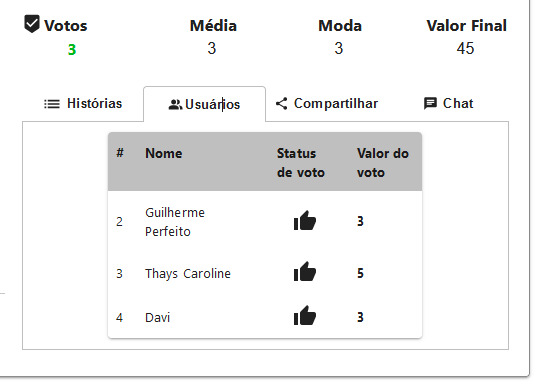 Votos Média Moda Valor Final
3 3 3 45
Histórias Usuários Compartilhar Chat
# Nome Status de voto Valor do voto
2 Guilherme Perfeito 3
3 Thays Caroline 5
4 Davi 3